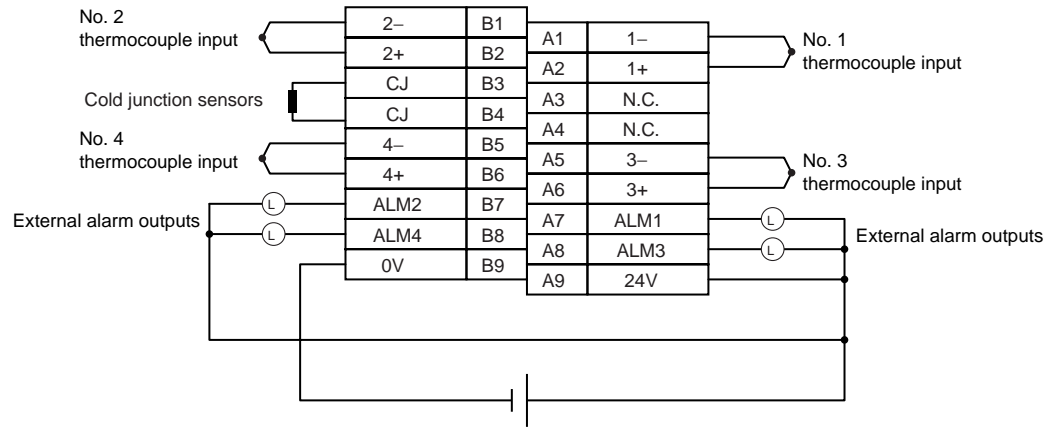 No. 2
thermocouple input
Cold junction sensors
No. 4
thermocouple input
External alarm outputs
2− B1
2+ B2
CJ B3
CJ B4
4− B5
4+ B6
ALM2 B7
ALM4 B8
0V B9
L
L
A1 1−
A2 1+
A3 N.C.
A4 N.C.
A5 3−
A6 3+
A7 ALM1
A8 ALM3
A9 24V
L
L
No. 1
thermocouple input
No. 3
thermocouple input
External alarm outputs